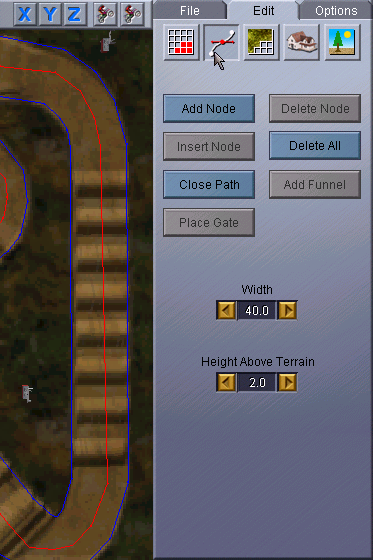 X Y Z File Edit Options
Add Node Delete Node
Insert Node Delete All
Close Path Add Funnel
Place Gate
Width
40.0
Height Above Terrain
2.0